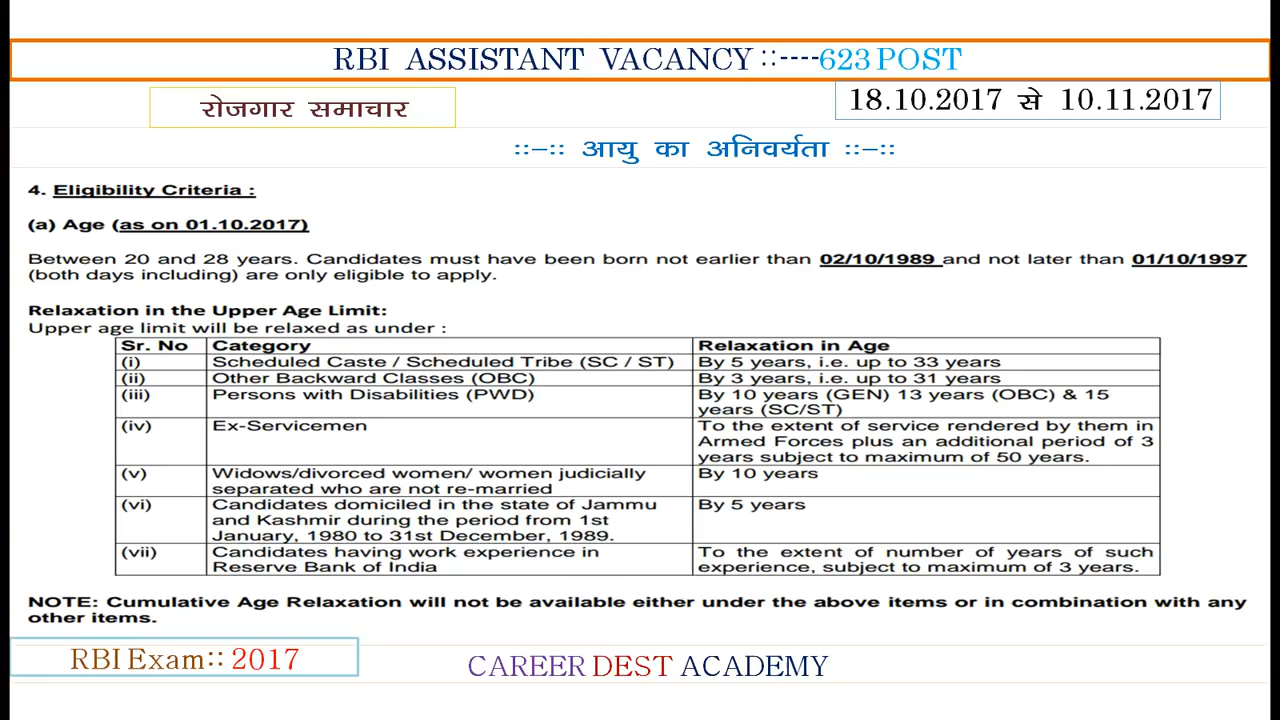 RBI ASSISTANT VACANCY ::----623 POST
रोजगार समाचार
18.10.2017 से 10.11.2017
::-:: आयु का अनिवर्यता ::-::
4. Eligibility Criteria :
(a) Age (as on 01.10.2017)
Between 20 and 28 years. Candidates must have been born not earlier than 02/10/1989 and not later than 01/10/1997
(both days including) are only eligible to apply.
Relaxation in the Upper Age Limit:
Upper age limit will be relaxed as under :
Sr. No Category Relaxation in Age
(i) Scheduled Caste / Scheduled Tribe (SC / ST) By 5 years, i.e. up to 33 years
(ii) Other Backward Classes (OBC) By 3 years, i.e. up to 31 years
(iii) Persons with Disabilities (PWD) By 10 years (GEN) 13 years (OBC) & 15
years (SC/ST)
(iv) Ex-Servicemen To the extent of service rendered by them in
Armed Forces plus an additional period of 3
years subject to maximum of 50 years.
(v) Widows/divorced women/ women judicially By 10 years
separated who are not re-married
(vi) Candidates domiciled in the state of Jammu By 5 years
and Kashmir during the period from 1st
January, 1980 to 31st December, 1989.
(vii) Candidates having work experience in To the extent of number of years of such
Reserve Bank of India experience, subject to maximum of 3 years.
NOTE: Cumulative Age Relaxation will not be available either under the above items or in combination with any
other items.
RBI Exam:: 2017
CAREER DEST ACADEMY